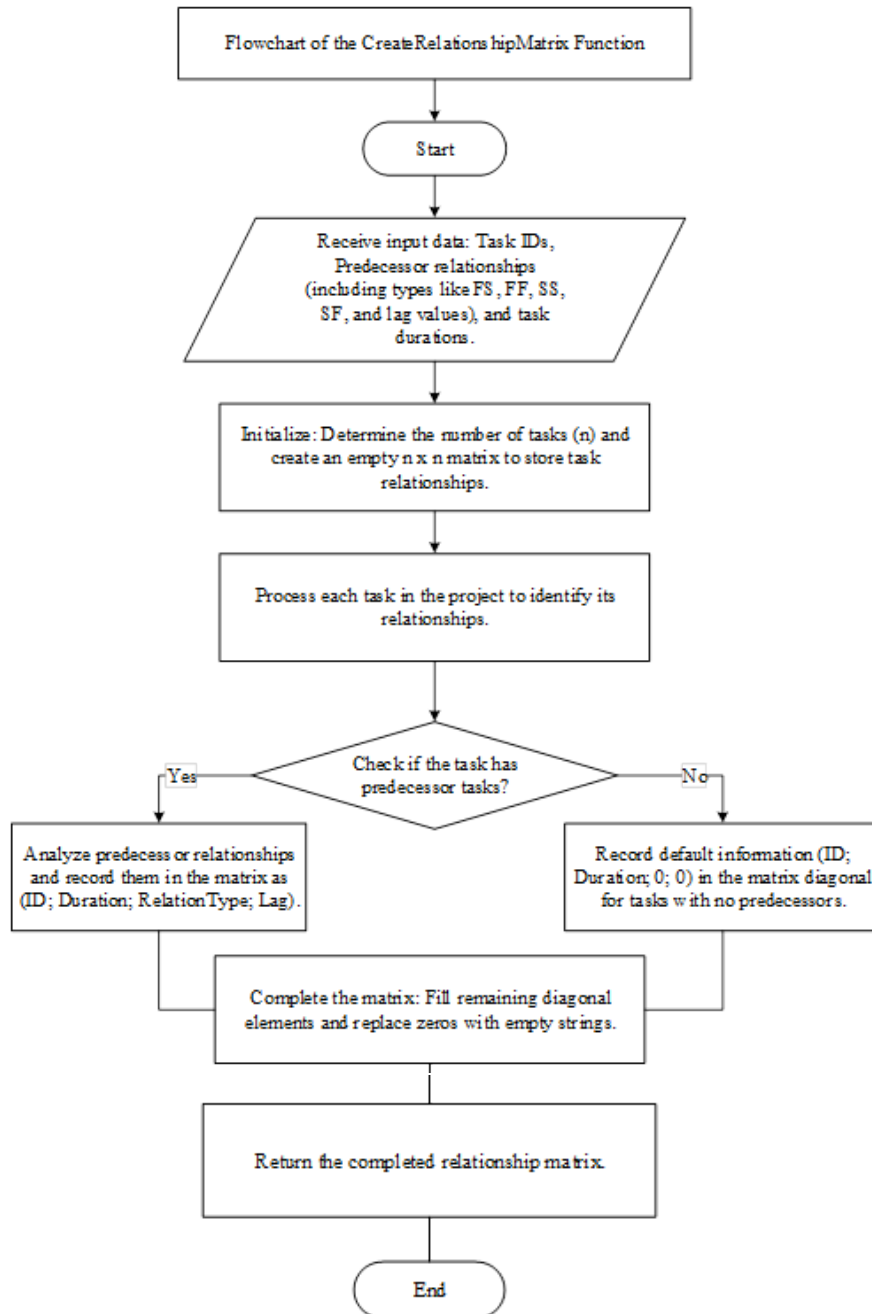 Flowchart of the CreateRelationshipMatrix Function
Start
Receive input data: Task IDs,
Predecessor relationships
(including types like FS, FF, SS,
SF, and lag values), and task
durations.
Initialize: Determine the number of tasks (n) and
create an empty n x n matrix to store task
relationships.
Process each task in the project to identify its
relationships.
Check if the task has
predecessor tasks?
Yes
No
Analyze predecessor relationships
and record them in the matrix as
(ID; Duration; RelationType; Lag).
Record default information (ID;
Duration; 0; 0) in the matrix diagonal
for tasks with no predecessors.
Complete the matrix: Fill remaining diagonal
elements and replace zeros with empty strings.
Return the completed relationship matrix.
End